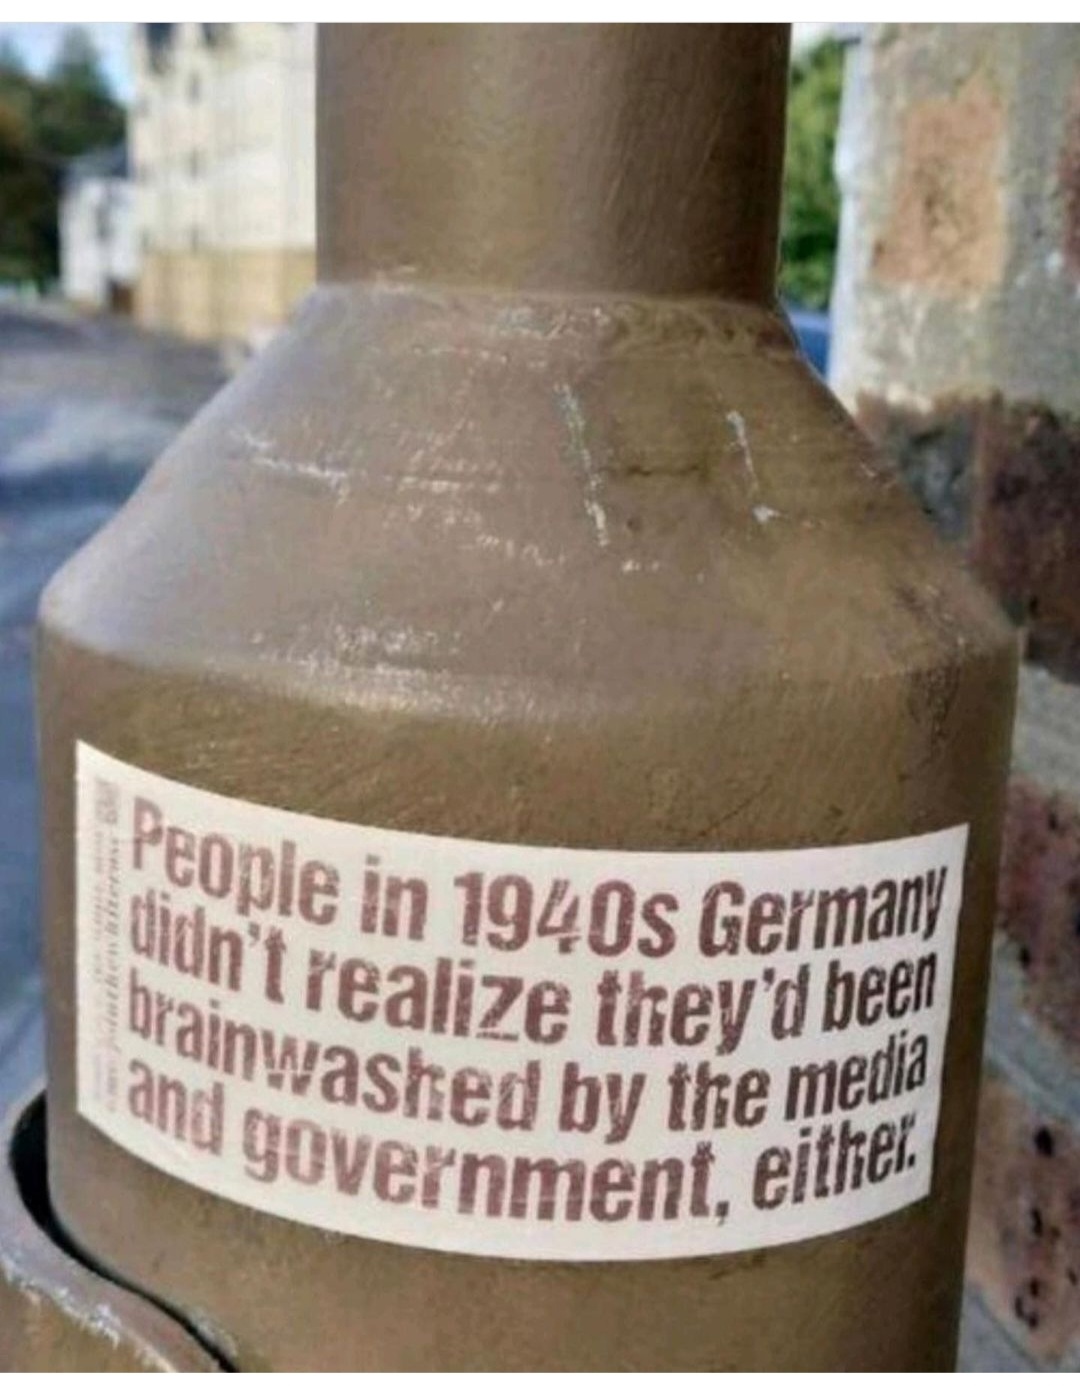 People in 1940s Germany
didn't realize they'd been
brainwashed by the media
and government, either.